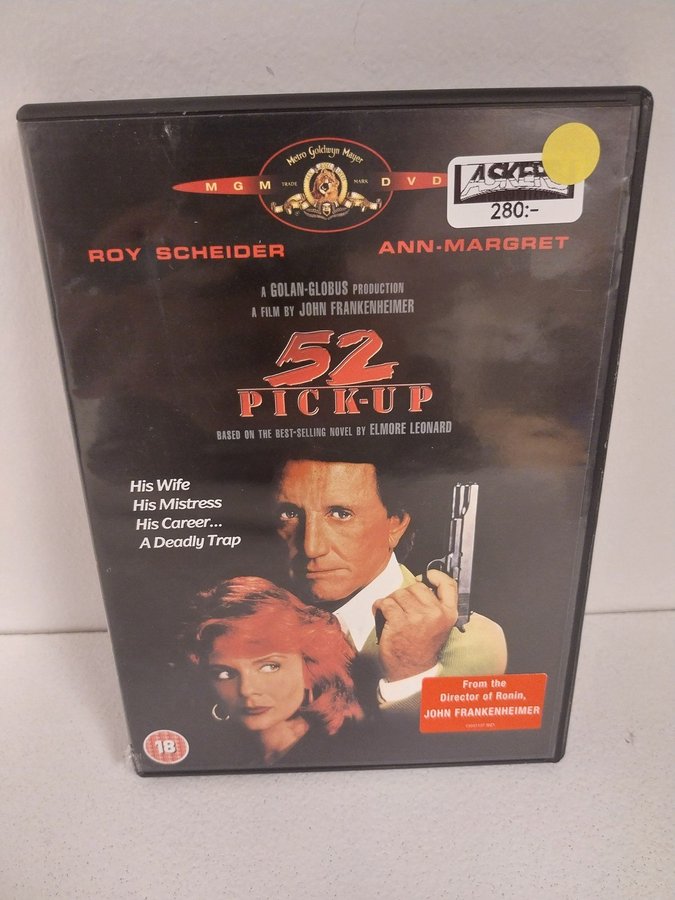 Metro Goldwyn Mayer
MGM DVD
TRADE MARK
280:-
ROY SCHEIDER ANN-MARGRET
A GOLAN-GLOBUS PRODUCTION
A FILM BY JOHN FRANKENHEIMER
52
PICK-UP
BASED ON THE BEST-SELLING NOVEL BY ELMORE LEONARD
His Wife
His Mistress
His Career...
A Deadly Trap
From the
Director of Ronin,
JOHN FRANKENHEIMER
18